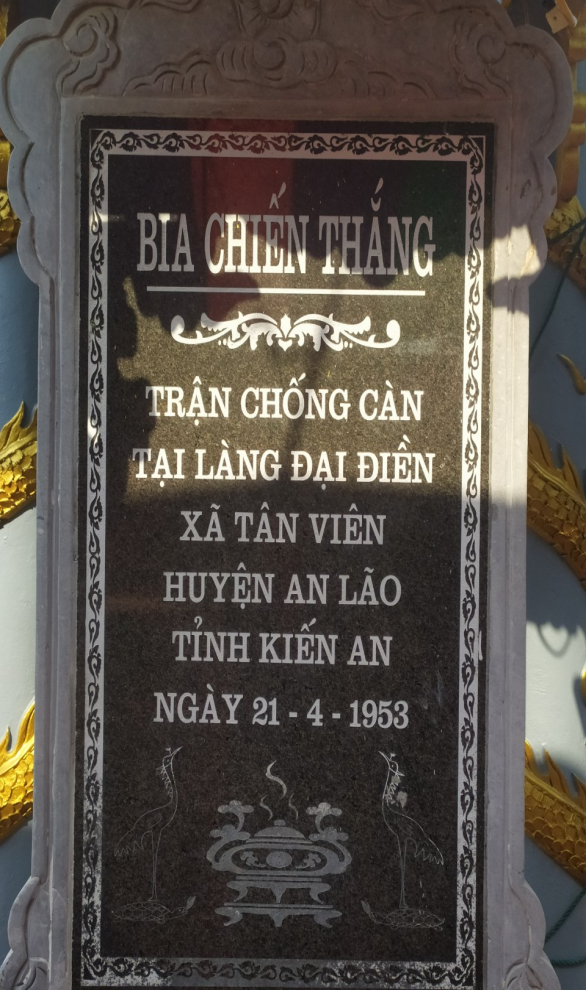 BIA CHIẾN THẮNG
TRẬN CHỐNG CÀN
TẠI LÀNG ĐẠI ĐIỀN
XÃ TÂN VIÊN
HUYỆN AN LÃO
TỈNH KIẾN AN
NGÀY 21 - 4 - 1953